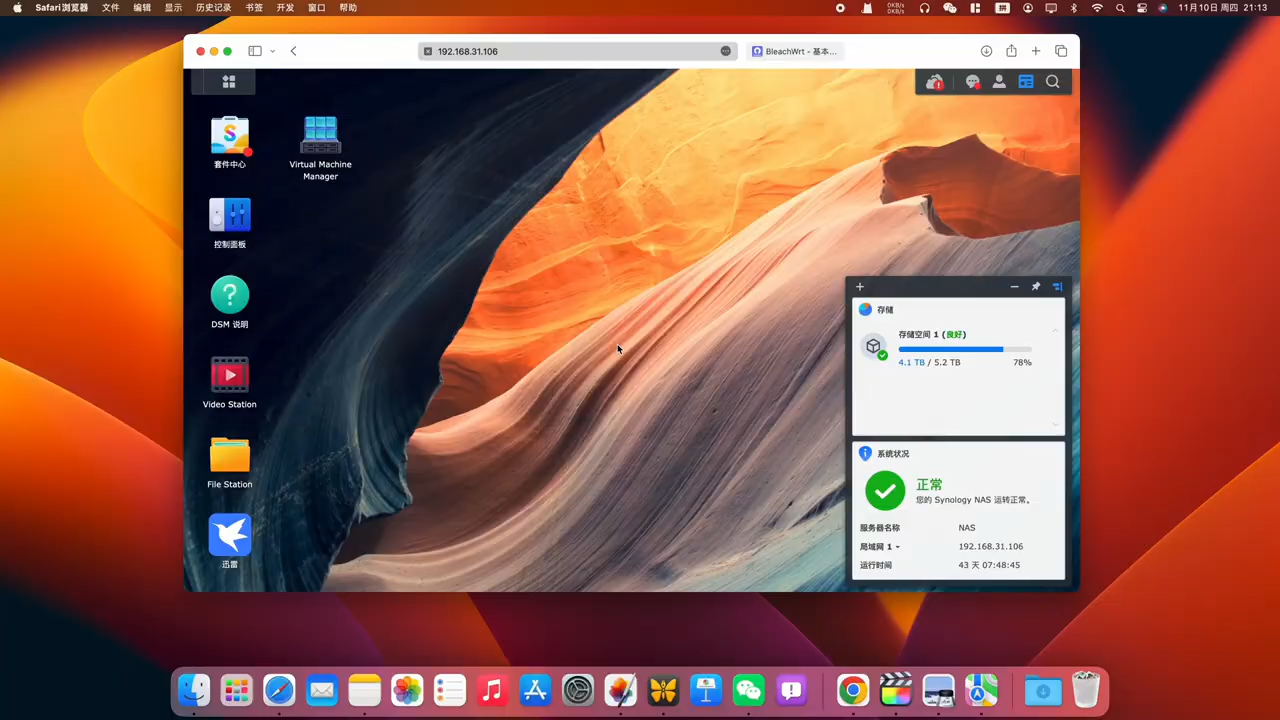 Safari浏览器 文件 编辑 显示 历史记录 书签 开发 窗口 帮助
0KB/s
0KB/s
拼
11月10日 周四 21:13
192.168.31.106
BleachWrt - 基本...
套件中心
Virtual Machine
Manager
控制面板
DSM 说明
Video Station
File Station
迅雷
存储
存储空间 1 (良好)
4.1 TB / 5.2 TB 78%
系统状况
正常
您的 Synology NAS 运转正常。
服务器名称 NAS
局域网 1 192.168.31.106
运行时间 43 天 07:48:45